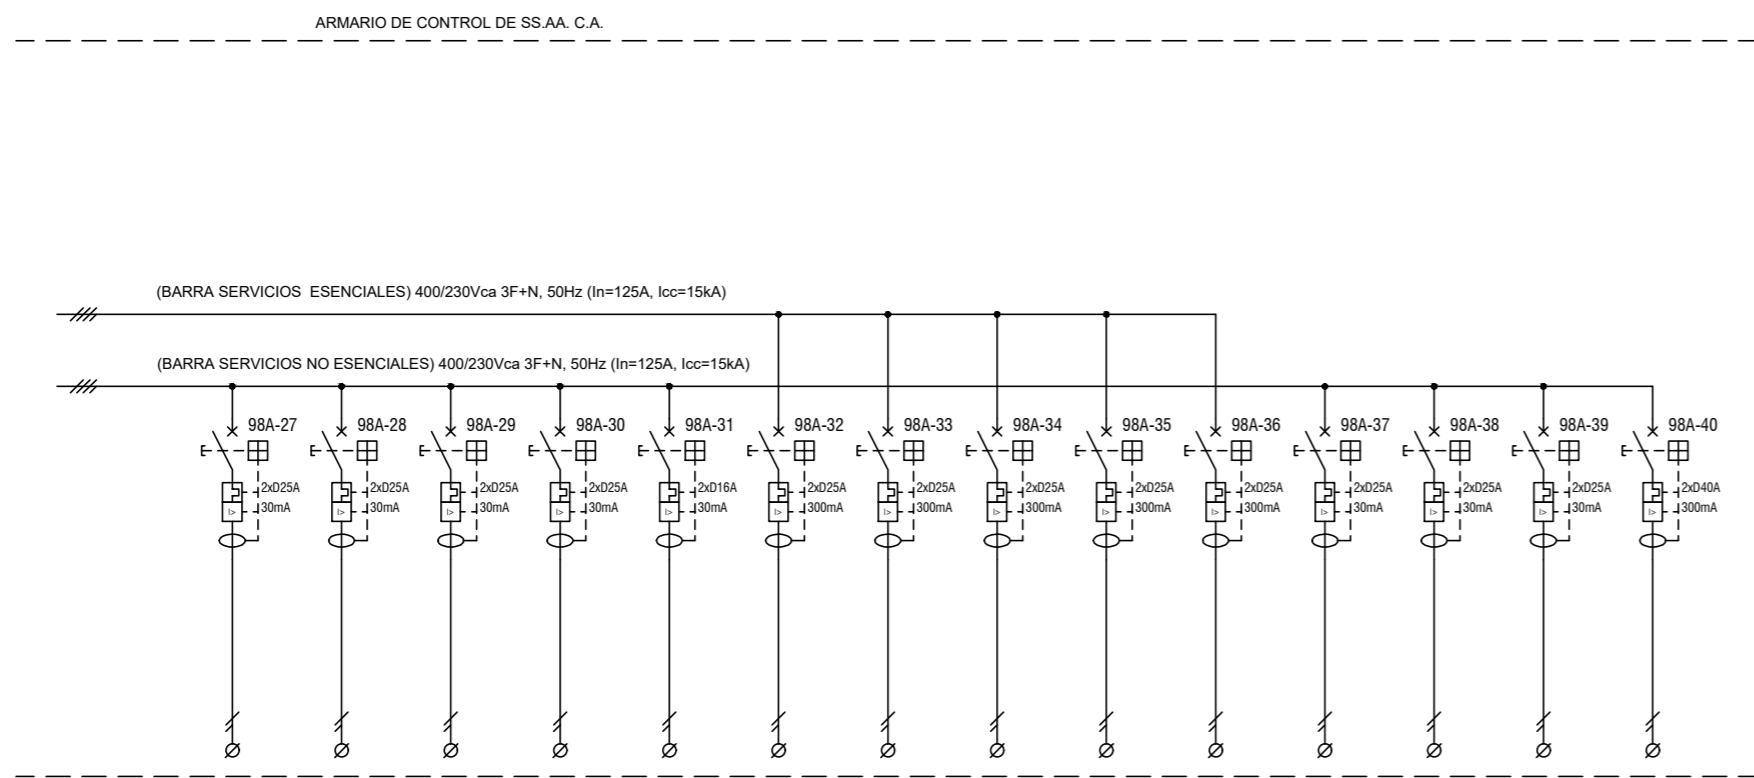 ARMARIO DE CONTROL DE SS.AA. C.A.
(BARRA SERVICIOS ESENCIALES) 400/230Vca 3F+N, 50Hz (In=125A, Icc=15kA)
(BARRA SERVICIOS NO ESENCIALES) 400/230Vca 3F+N, 50Hz (In=125A, Icc=15kA)
98A-27 98A-28 98A-29 98A-30 98A-31 98A-32 98A-33 98A-34 98A-35 98A-36 98A-37 98A-38 98A-39 98A-40
2xD25A 2xD25A 2xD25A 2xD25A 2xD16A 2xD25A 2xD25A 2xD25A 2xD25A 2xD25A 2xD25A 2xD25A 2xD25A 2xD40A
I> 30mA I> 30mA I> 30mA I> 30mA I> 30mA I> 300mA I> 300mA I> 300mA I> 300mA I> 300mA I> 30mA I> 30mA I> 30mA I> 300mA